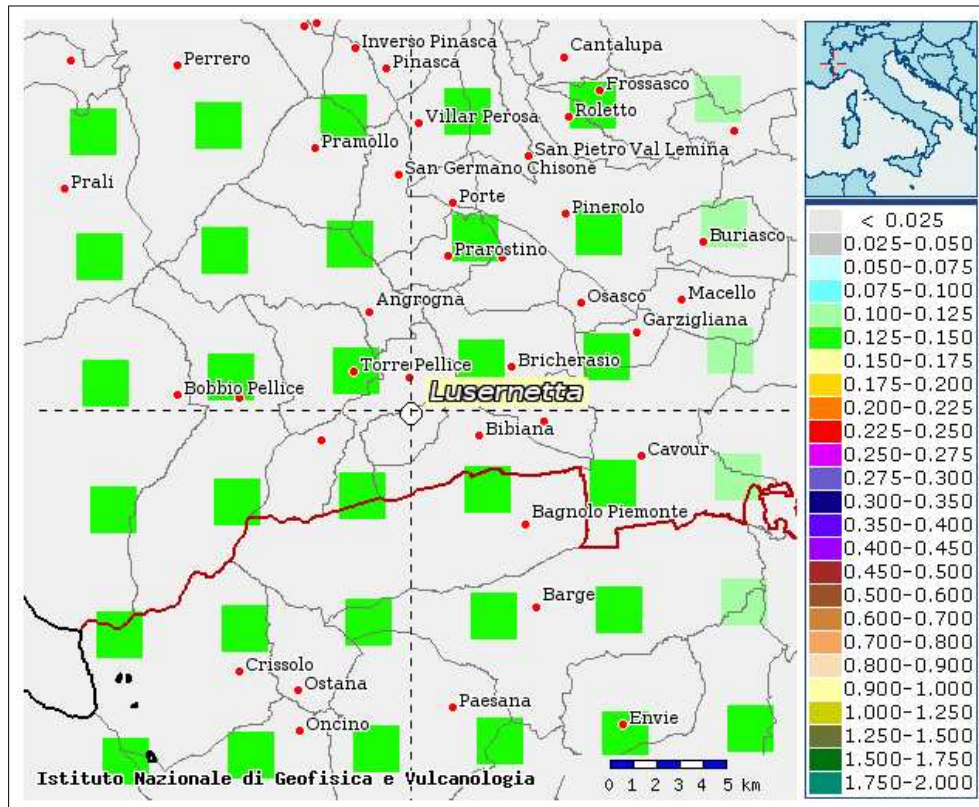 Inverso Pinasca
Cantalupa
Perrero
Pinasca
Frossasco
Roletto
Villar Perosa
Pramollo
San Pietro Val Lemina
San Germano Chisone
Prali
Porte
Pinerolo
Buriasco
Prarostino
Angrogna
Osasco
Macello
Garzigliana
Torre Pellice
Bricherasio
Bobbio Pellice
Lusernetta
Bibiana
Cavour
Bagnolo Piemonte
Barge
Crissolo
Ostana
Paesana
Envie
Oncino
Istituto Nazionale di Geofisica e Vulcanologia
0 1 2 3 4 5 km
< 0.025
0.025-0.050
0.050-0.075
0.075-0.100
0.100-0.125
0.125-0.150
0.150-0.175
0.175-0.200
0.200-0.225
0.225-0.250
0.250-0.275
0.275-0.300
0.300-0.350
0.350-0.400
0.400-0.450
0.450-0.500
0.500-0.600
0.600-0.700
0.700-0.800
0.800-0.900
0.900-1.000
1.000-1.250
1.250-1.500
1.500-1.750
1.750-2.000